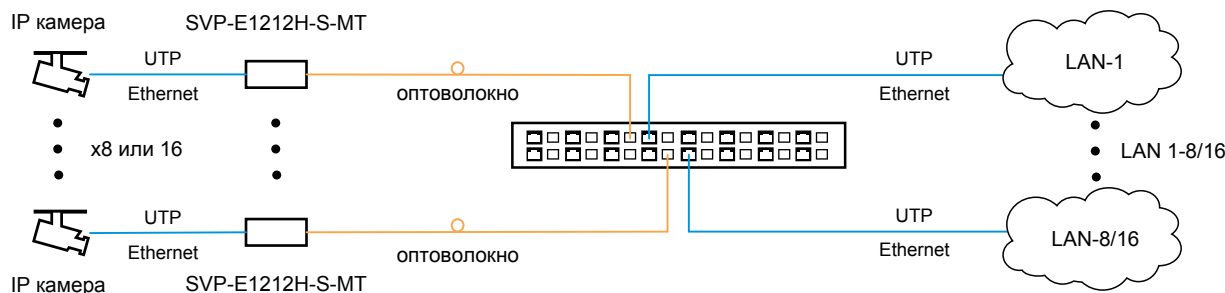 IP камера
SVP-E1212H-S-MT
UTP
Ethernet
оптоволокно
UTP
Ethernet
LAN-1
x8 или 16
LAN 1-8/16
UTP
Ethernet
оптоволокно
UTP
Ethernet
LAN-8/16
IP камера
SVP-E1212H-S-MT